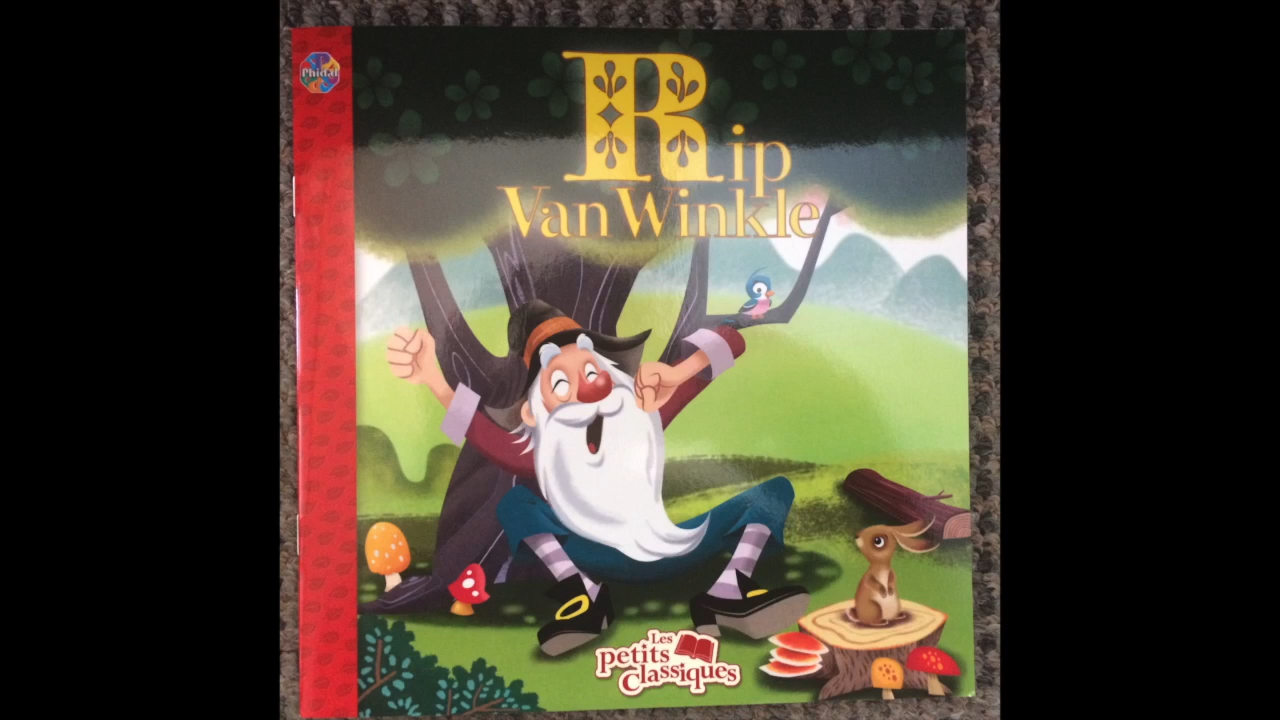 Phidal
Rip
Van Winkle
Les
petits
Classiques